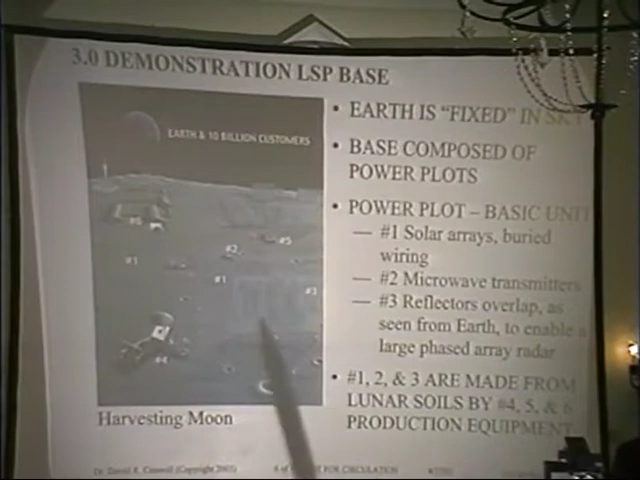 3.0 DEMONSTRATION LSP BASE
EARTH & 10 BILLION CUSTOMERS
#5
#2
#1
#1
#3
#4
Harvesting Moon
• EARTH IS "FIXED" IN SKY
• BASE COMPOSED OF
POWER PLOTS
• POWER PLOT – BASIC UNIT
— #1 Solar arrays, buried
wiring
— #2 Microwave transmitters
— #3 Reflectors overlap, as
seen from Earth, to enable a
large phased array radar
• #1, 2, & 3 ARE MADE FROM
LUNAR SOILS BY #4, 5, & 6
PRODUCTION EQUIPMENT
Dr. David R. Criswell (Copyright 2003)
FOR CIRCULATION